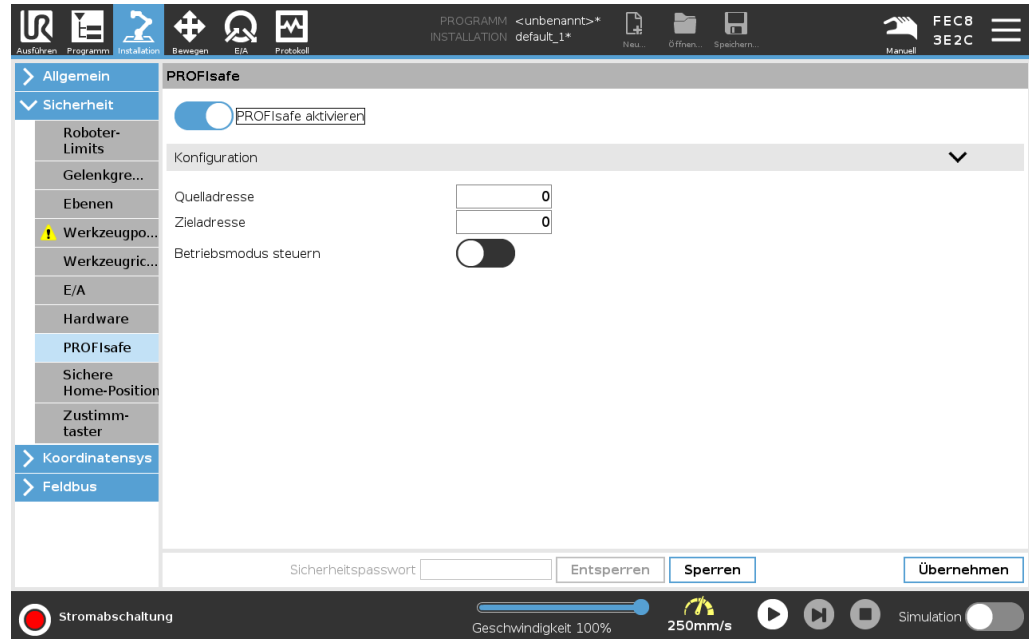 UR
PROGRAMM <unbenannt>*
INSTALLATION default_1*
FEC8
3E2C
Ausführen Programm Installation Bewegen E/A Protokoll Neu... Öffnen... Speichern... Manuell
Allgemein
PROFIsafe
Sicherheit
PROFIsafe aktivieren
Roboter-
Limits
Konfiguration
Gelenkgre...
Quelladresse 0
Ebenen
Zieladresse 0
Werkzeugpo...
Betriebsmodus steuern
Werkzeugric...
E/A
Hardware
PROFIsafe
Sichere
Home-Position
Zustimm-
taster
Koordinatensys
Feldbus
Sicherheitspasswort Entsperren Sperren Übernehmen
Stromabschaltung
Geschwindigkeit 100%
250mm/s
Simulation